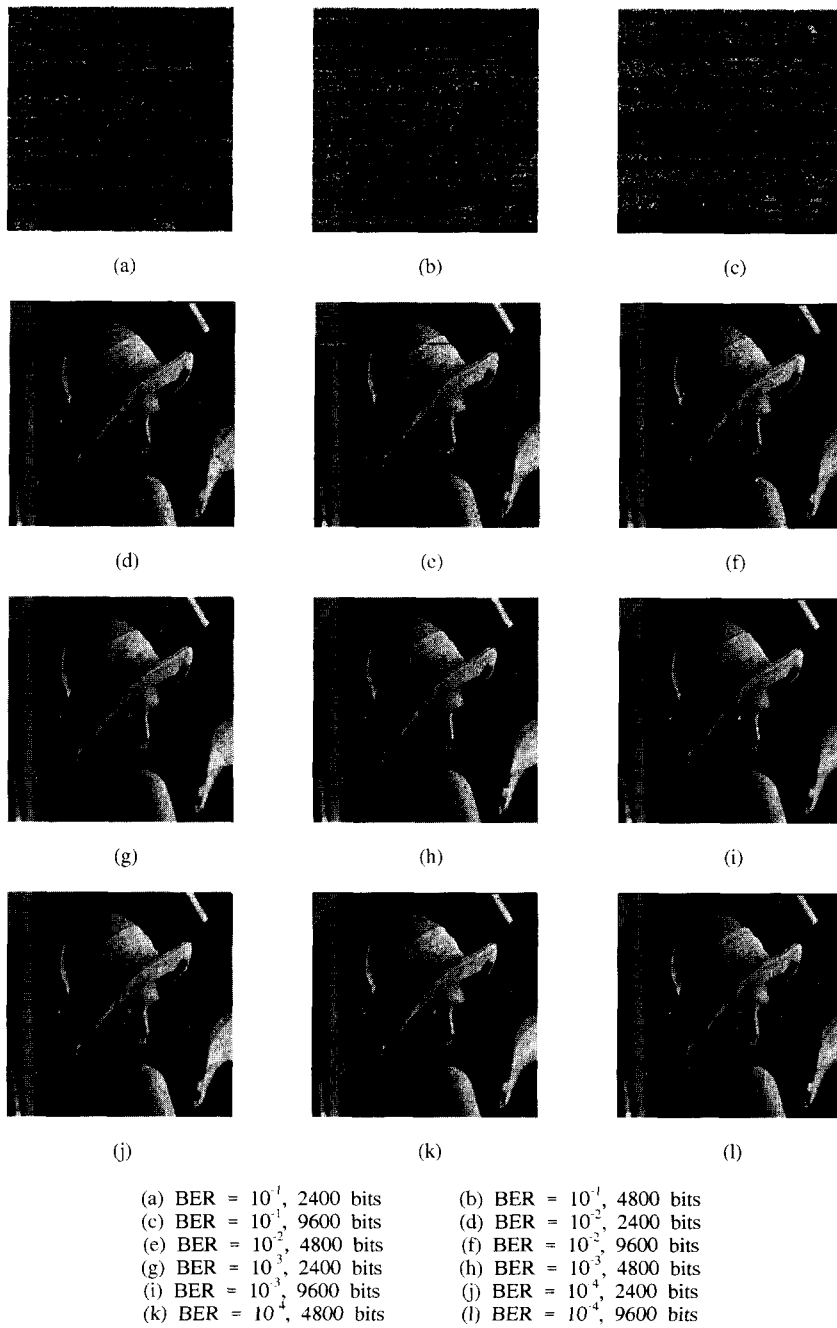 (a) (b) (c)
(d) (e) (f)
(g) (h) (i)
(j) (k) (l)
(a) BER = 10⁻¹, 2400 bits (b) BER = 10⁻¹, 4800 bits
(c) BER = 10⁻¹, 9600 bits (d) BER = 10⁻², 2400 bits
(e) BER = 10⁻², 4800 bits (f) BER = 10⁻², 9600 bits
(g) BER = 10⁻³, 2400 bits (h) BER = 10⁻³, 4800 bits
(i) BER = 10⁻³, 9600 bits (j) BER = 10⁻⁴, 2400 bits
(k) BER = 10⁻⁴, 4800 bits (l) BER = 10⁻⁴, 9600 bits